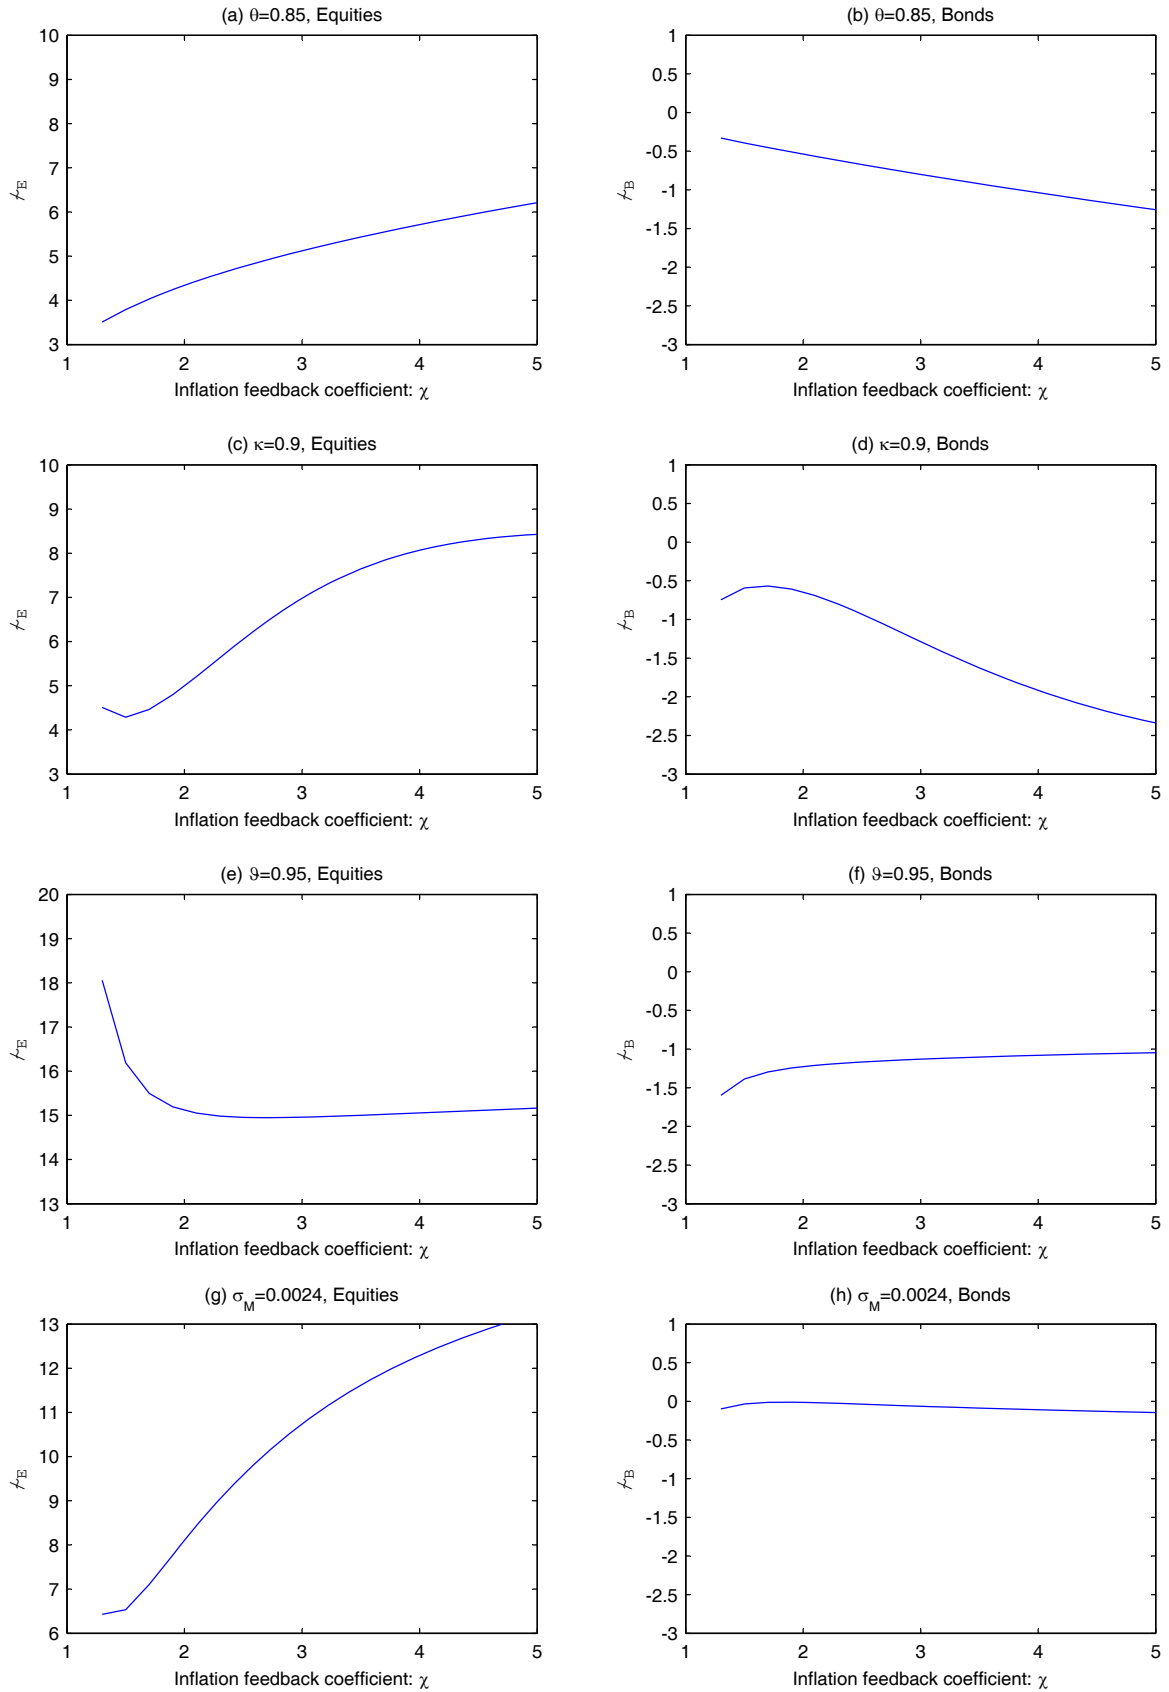 (a) θ=0.85, Equities
10
9
8
7
6
5
4
3
1 2 3 4 5
Inflation feedback coefficient: χ
(b) θ=0.85, Bonds
1
0.5
0
-0.5
-1
-1.5
-2
-2.5
-3
1 2 3 4 5
Inflation feedback coefficient: χ
(c) κ=0.9, Equities
10
9
8
7
6
5
4
3
1 2 3 4 5
Inflation feedback coefficient: χ
(d) κ=0.9, Bonds
1
0.5
0
-0.5
-1
-1.5
-2
-2.5
-3
1 2 3 4 5
Inflation feedback coefficient: χ
(e) ϑ=0.95, Equities
20
19
18
17
16
15
14
13
1 2 3 4 5
Inflation feedback coefficient: χ
(f) ϑ=0.95, Bonds
1
0.5
0
-0.5
-1
-1.5
-2
-2.5
-3
1 2 3 4 5
Inflation feedback coefficient: χ
(g) σ_M=0.0024, Equities
13
12
11
10
9
8
7
6
1 2 3 4 5
Inflation feedback coefficient: χ
(h) σ_M=0.0024, Bonds
1
0.5
0
-0.5
-1
-1.5
-2
-2.5
-3
1 2 3 4 5
Inflation feedback coefficient: χ